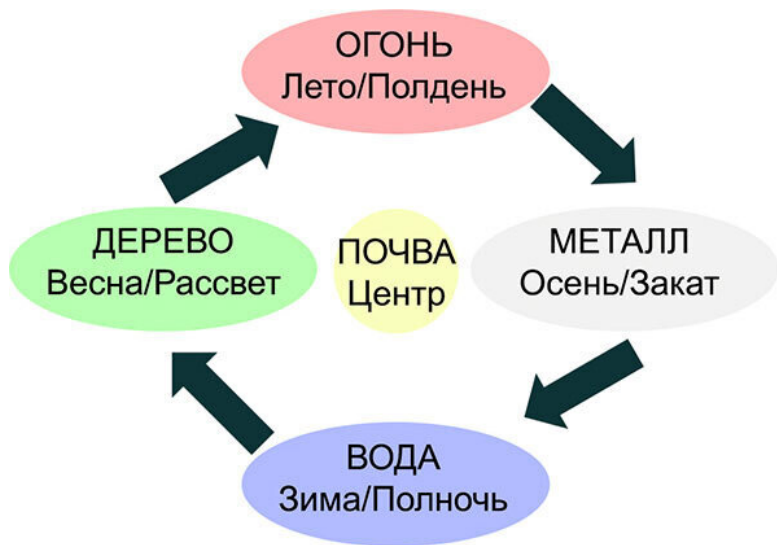 ОГОНЬ
Лето/Полдень
ДЕРЕВО
Весна/Рассвет
ПОЧВА
Центр
МЕТАЛЛ
Осень/Закат
ВОДА
Зима/Полночь